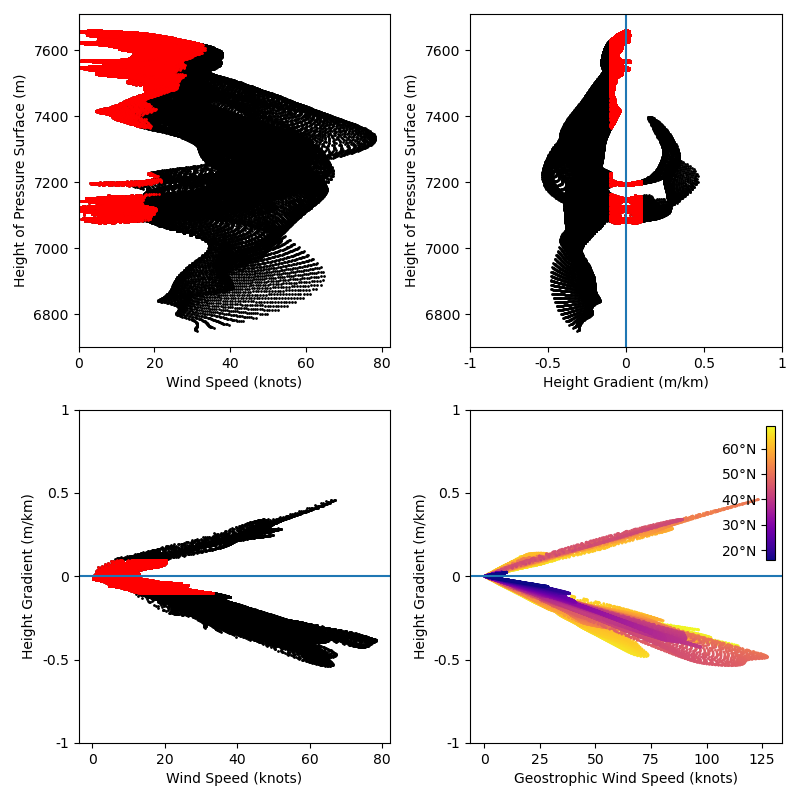 7600
7400
7200
7000
6800
Height of Pressure Surface (m)
0 20 40 60 80
Wind Speed (knots)
7600
7400
7200
7000
6800
Height of Pressure Surface (m)
-1 -0.5 0 0.5 1
Height Gradient (m/km)
1
0.5
0
-0.5
-1
Height Gradient (m/km)
0 20 40 60 80
Wind Speed (knots)
1
0.5
0
-0.5
-1
Height Gradient (m/km)
60°N
50°N
40°N
30°N
20°N
0 25 50 75 100 125
Geostrophic Wind Speed (knots)